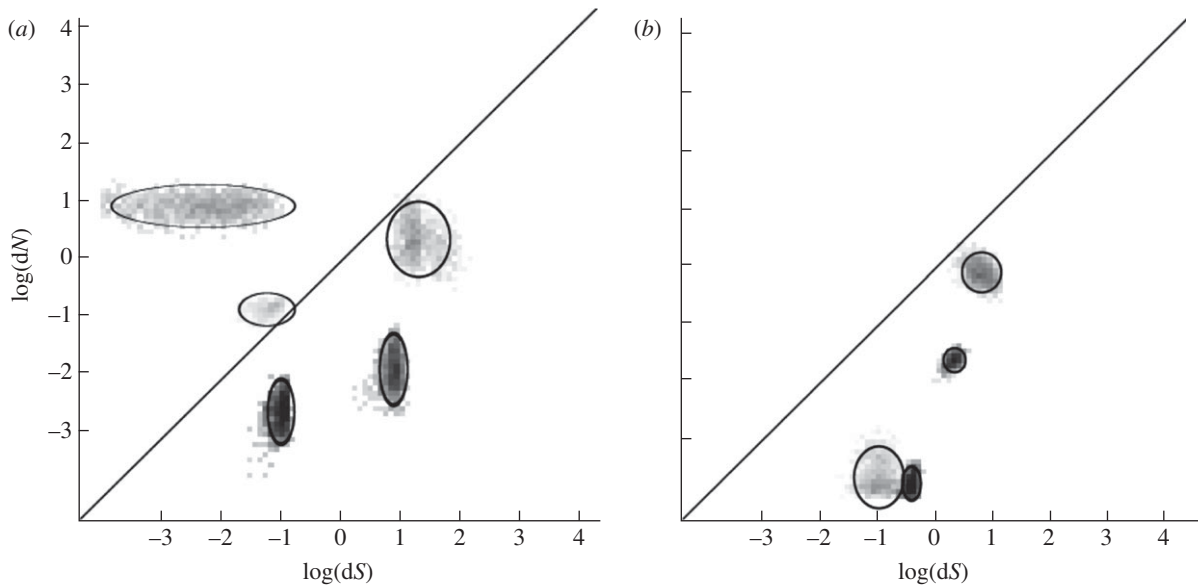 (a)
4
3
2
1
0
–1
–2
–3
log(dN)
–3 –2 –1 0 1 2 3 4
log(dS)
(b)
–3 –2 –1 0 1 2 3 4
log(dS)